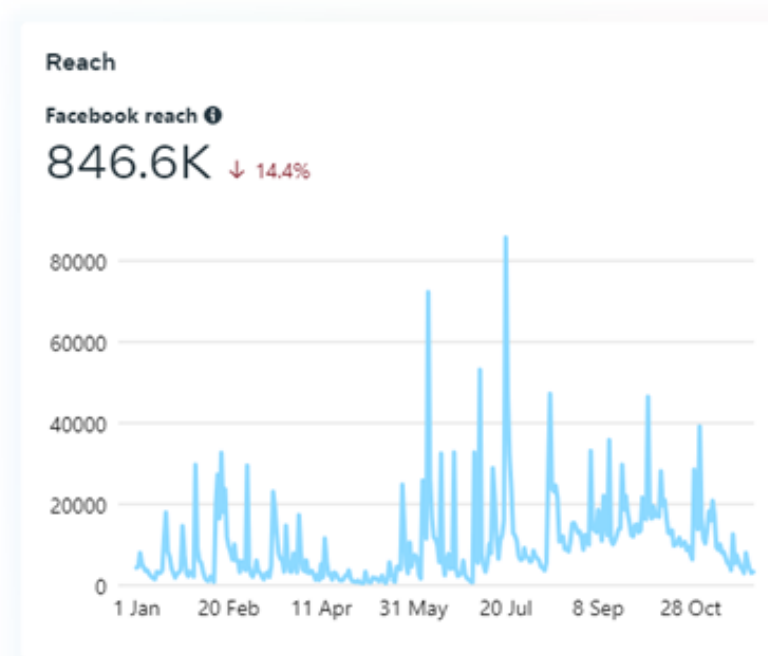 Reach
Facebook reach
846.6K ↓ 14.4%
80000
60000
40000
20000
0
1 Jan 20 Feb 11 Apr 31 May 20 Jul 8 Sep 28 Oct